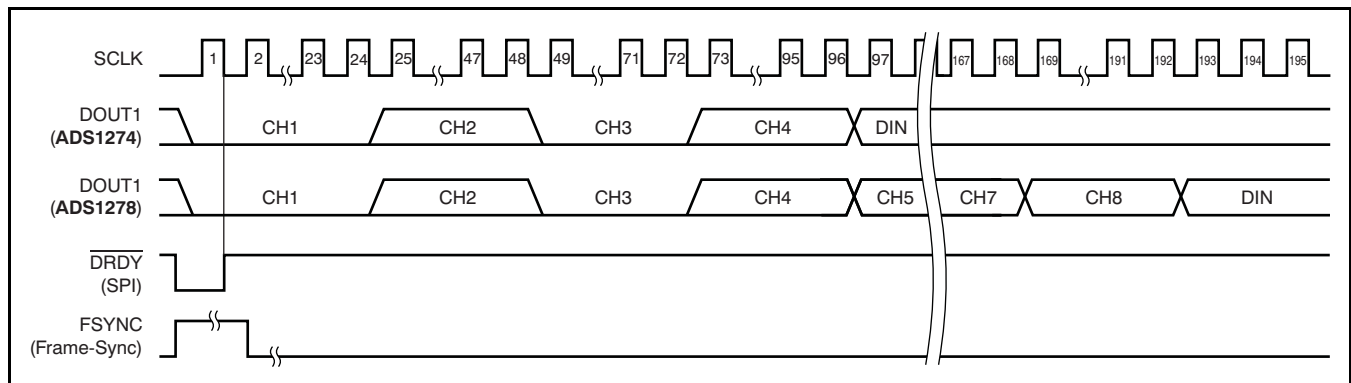 SCLK 1 2 23 24 25 47 48 49 71 72 73 95 96 97 167 168 169 191 192 193 194 195
DOUT1
(ADS1274)
CH1 CH2 CH3 CH4 DIN
DOUT1
(ADS1278)
CH1 CH2 CH3 CH4 CH5 CH7 CH8 DIN
DRDY
(SPI)
FSYNC
(Frame-Sync)